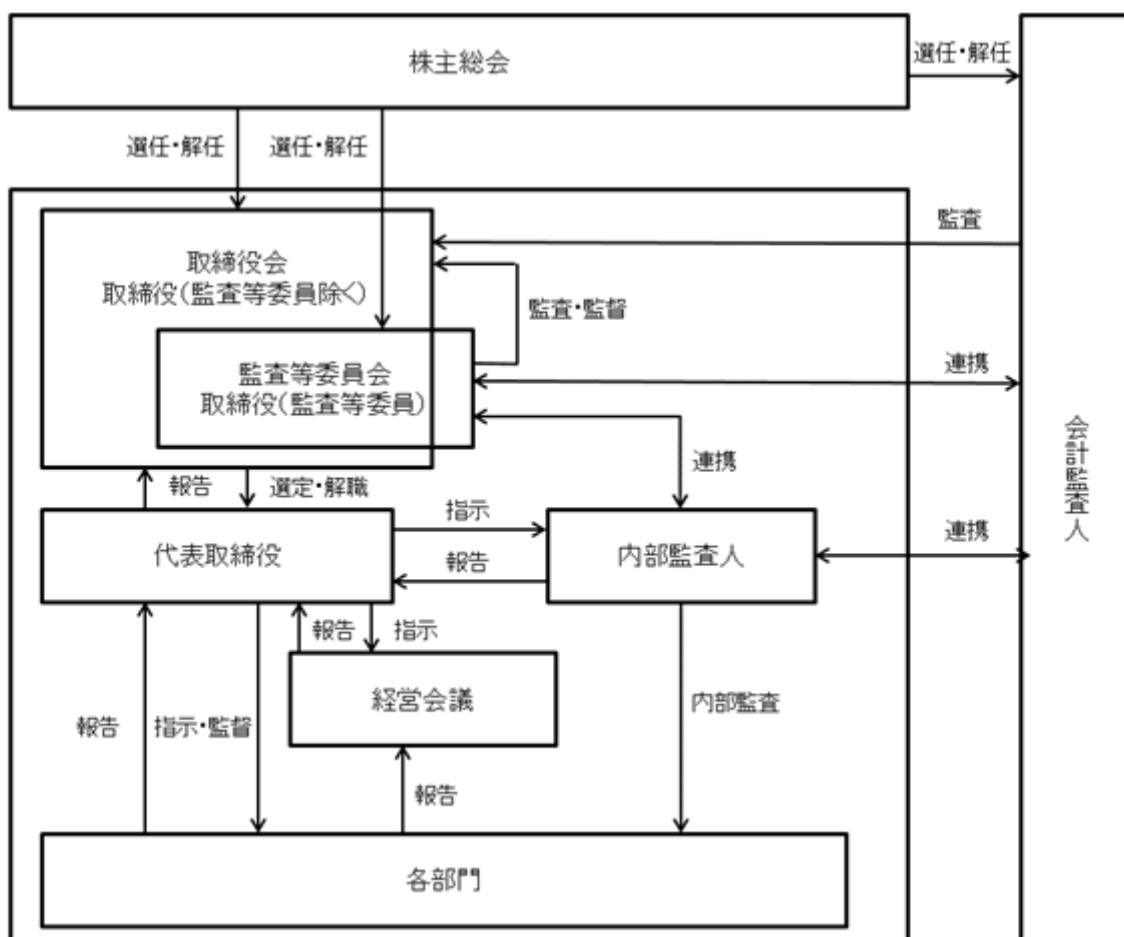 株主総会
選任・解任
選任・解任
選任・解任
監査
取締役会
取締役(監査等委員除く)
監査・監督
監査等委員会
取締役(監査等委員)
連携
連携
報告
選定・解職
指示
代表取締役
報告
内部監査人
連携
会計監査人
報告
指示
経営会議
報告
指示・監督
内部監査
報告
各部門